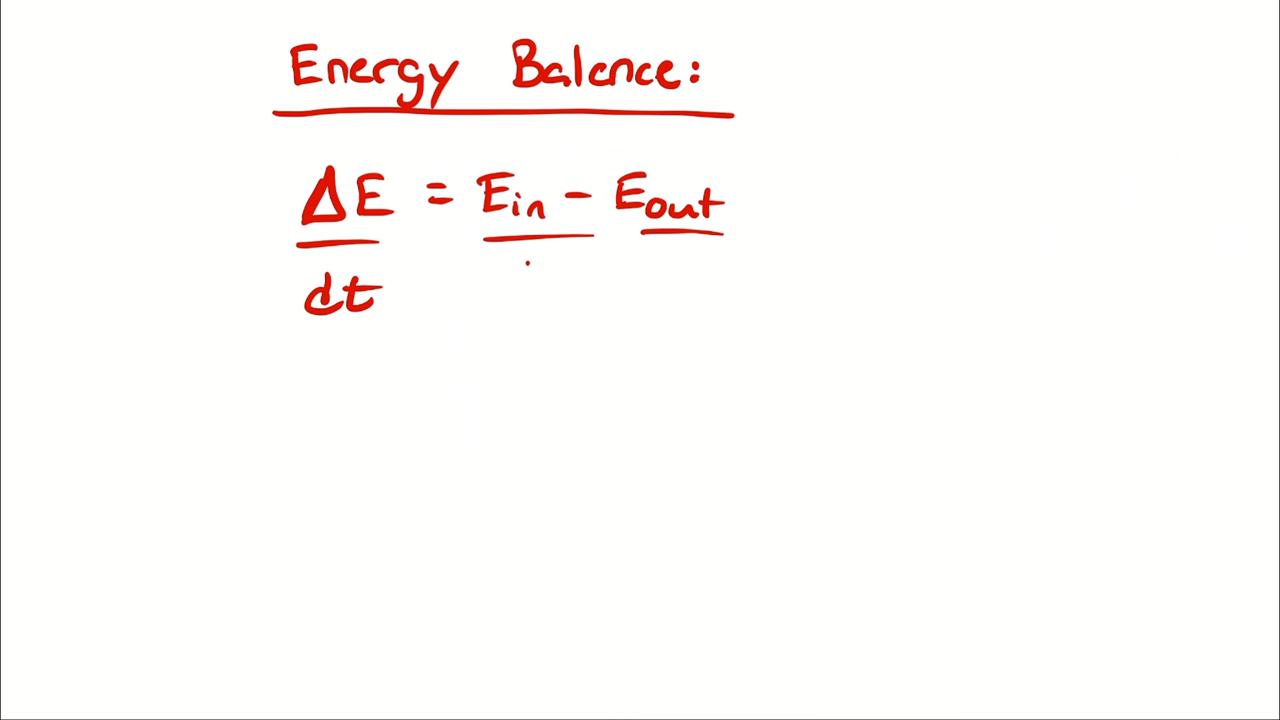 Energy Balance:
ΔE = Ein - Eout
dt